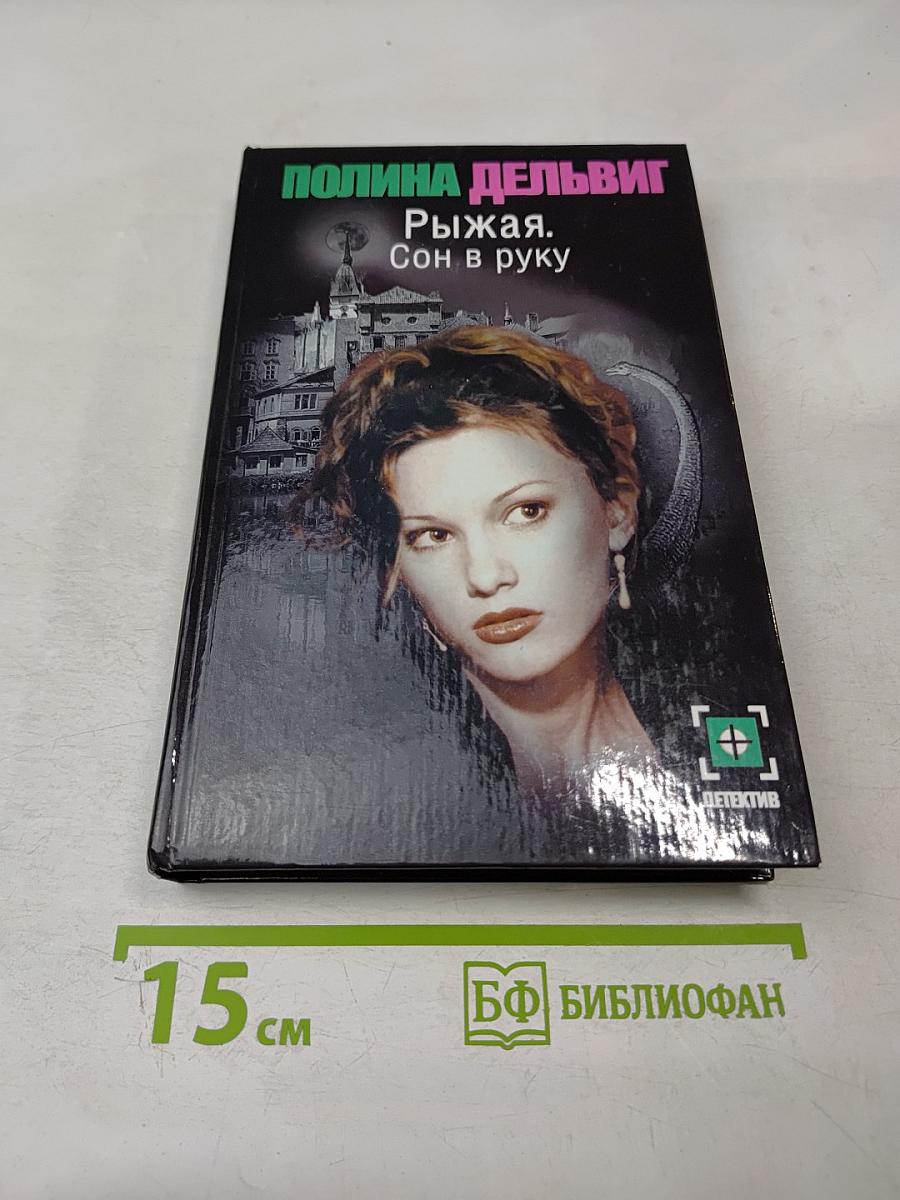 ПОЛИНА ДЕЛЬВИГ
Рыжая.
Сон в руку
ДЕТЕКТИВ
15 см
БФ БИБЛИОФАН